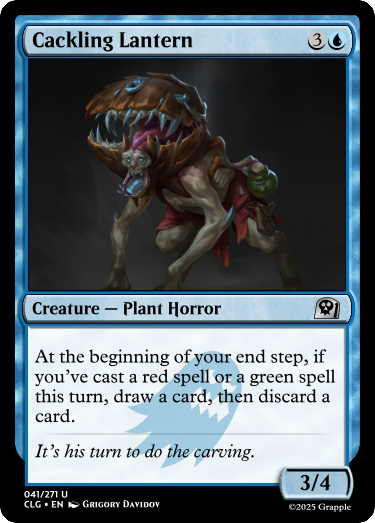 Cackling Lantern 3
Creature — Plant Horror
At the beginning of your end step, if
you've cast a red spell or a green spell
this turn, draw a card, then discard a
card.
It's his turn to do the carving.
3/4
041/271 U
CLG • EN Grigory Davidov
©2025 Grapple